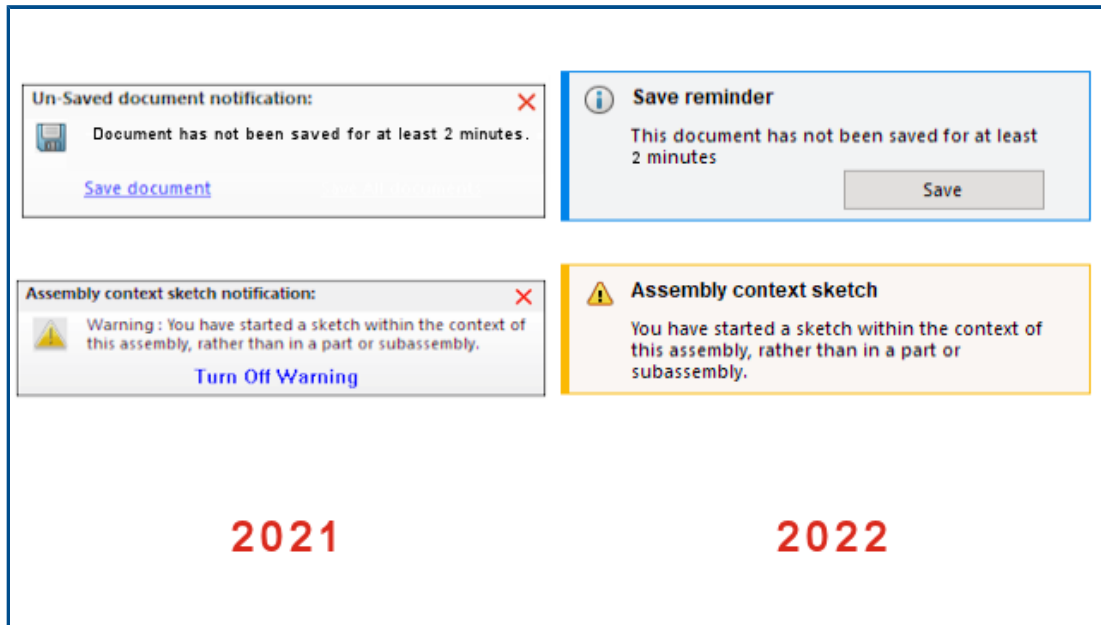 Un-Saved document notification:
Document has not been saved for at least 2 minutes.
Save document
Save reminder
This document has not been saved for at least
2 minutes
Save
Assembly context sketch notification:
Warning : You have started a sketch within the context of
this assembly, rather than in a part or subassembly.
Turn Off Warning
Assembly context sketch
You have started a sketch within the context of
this assembly, rather than in a part or
subassembly.
2021
2022